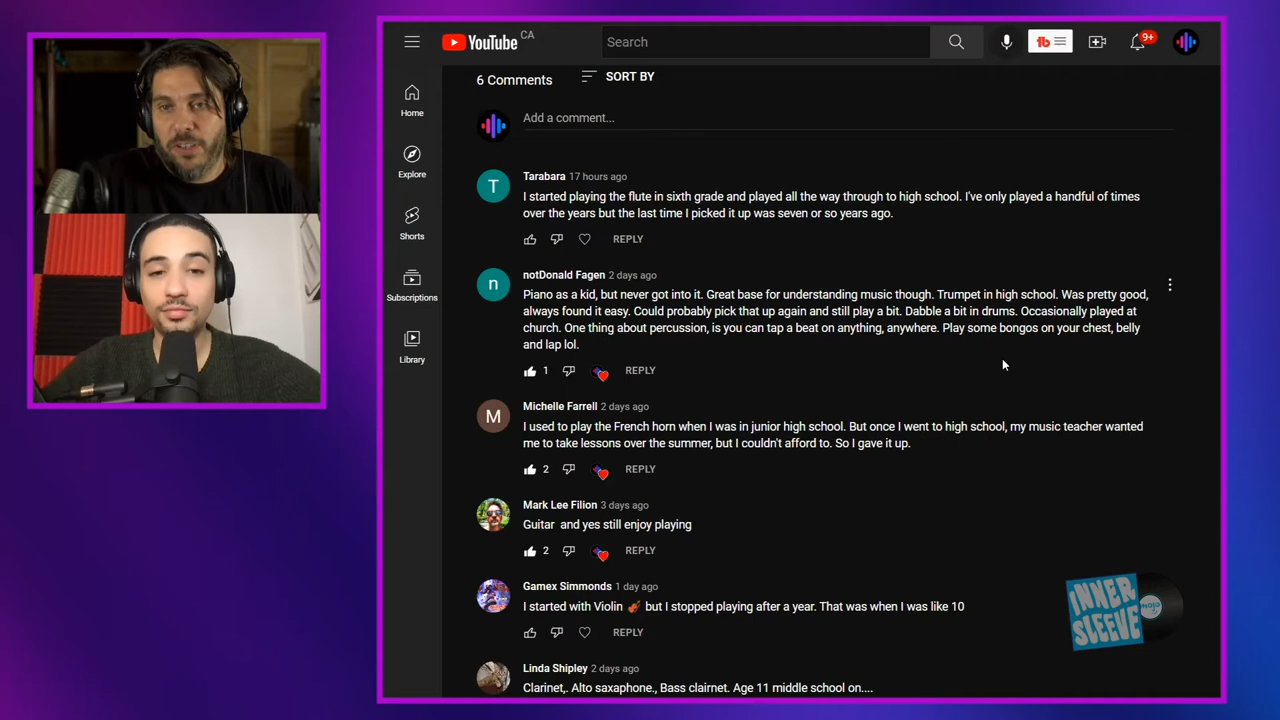 YouTube CA
Search
9+
6 Comments
SORT BY
Add a comment...
Home
Explore
Shorts
Subscriptions
Library
T
Tarabara 17 hours ago
I started playing the flute in sixth grade and played all the way through to high school. I've only played a handful of times
over the years but the last time I picked it up was seven or so years ago.
REPLY
n
notDonald Fagen 2 days ago
Piano as a kid, but never got into it. Great base for understanding music though. Trumpet in high school. Was pretty good,
always found it easy. Could probably pick that up again and still play a bit. Dabble a bit in drums. Occasionally played at
church. One thing about percussion, is you can tap a beat on anything, anywhere. Play some bongos on your chest, belly
and lap lol.
1 REPLY
M
Michelle Farrell 2 days ago
I used to play the French horn when I was in junior high school. But once I went to high school, my music teacher wanted
me to take lessons over the summer, but I couldn't afford to. So I gave it up.
2 REPLY
Mark Lee Filion 3 days ago
Guitar and yes still enjoy playing
2 REPLY
Gamex Simmonds 1 day ago
I started with Violin 🎻 but I stopped playing after a year. That was when I was like 10
REPLY
Linda Shipley 2 days ago
Clarinet,. Alto saxophone., Bass clairnet. Age 11 middle school on....
INNER
SLEEVE
mojo